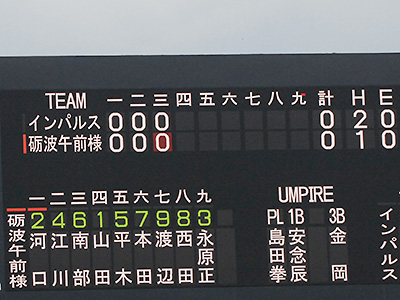 TEAM 一 二 三 四 五 六 七 八 九 計 H E
インパルス 0 0 0 0 2 0
砺波午前様 0 0 0 0 1 0
一 二 三 四 五 六 七 八 九 UMPIRE
砺波午前様 2 4 6 1 5 7 9 8 3 PL 1B 3B インパルス
河口 江川 南部 山田 平木 本田 渡辺 西田 永原正 島田拳 安念辰 金岡